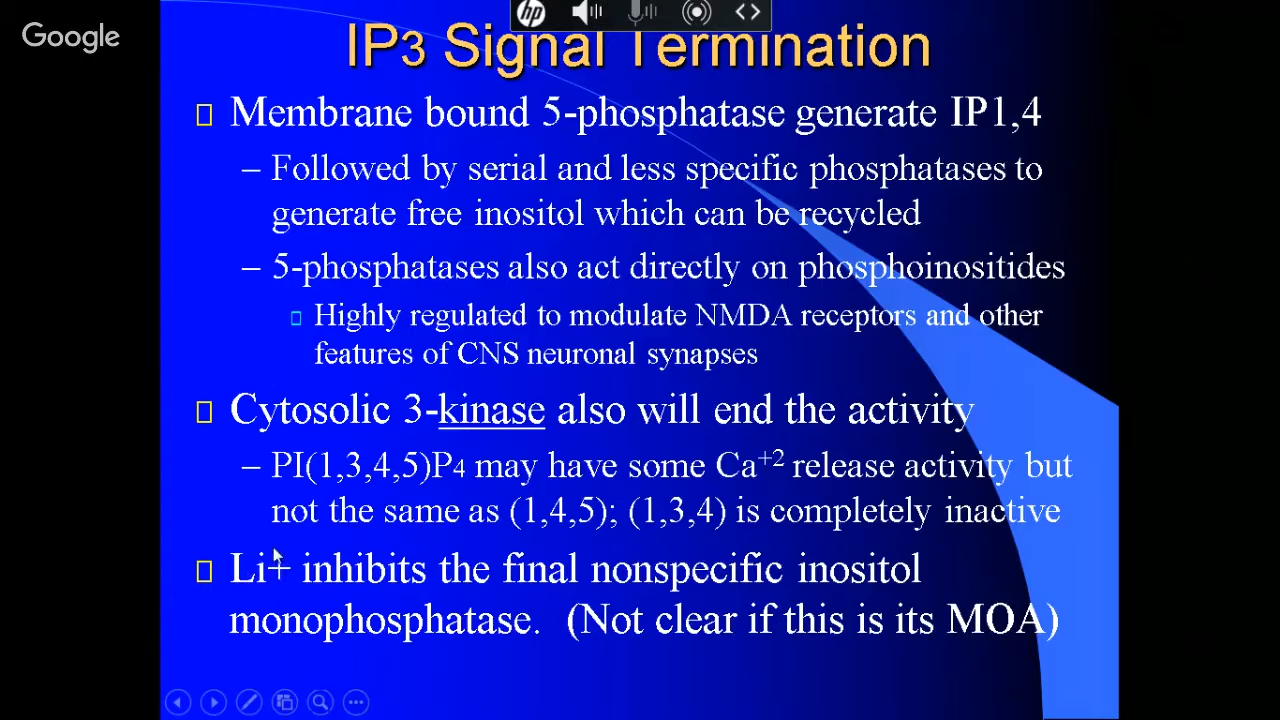 Google
hp
IP3 Signal Termination
Membrane bound 5-phosphatase generate IP1,4
– Followed by serial and less specific phosphatases to
generate free inositol which can be recycled
– 5-phosphatases also act directly on phosphoinositides
Highly regulated to modulate NMDA receptors and other
features of CNS neuronal synapses
Cytosolic 3-kinase also will end the activity
– PI(1,3,4,5)P4 may have some Ca+2 release activity but
not the same as (1,4,5); (1,3,4) is completely inactive
Li+ inhibits the final nonspecific inositol
monophosphatase. (Not clear if this is its MOA)